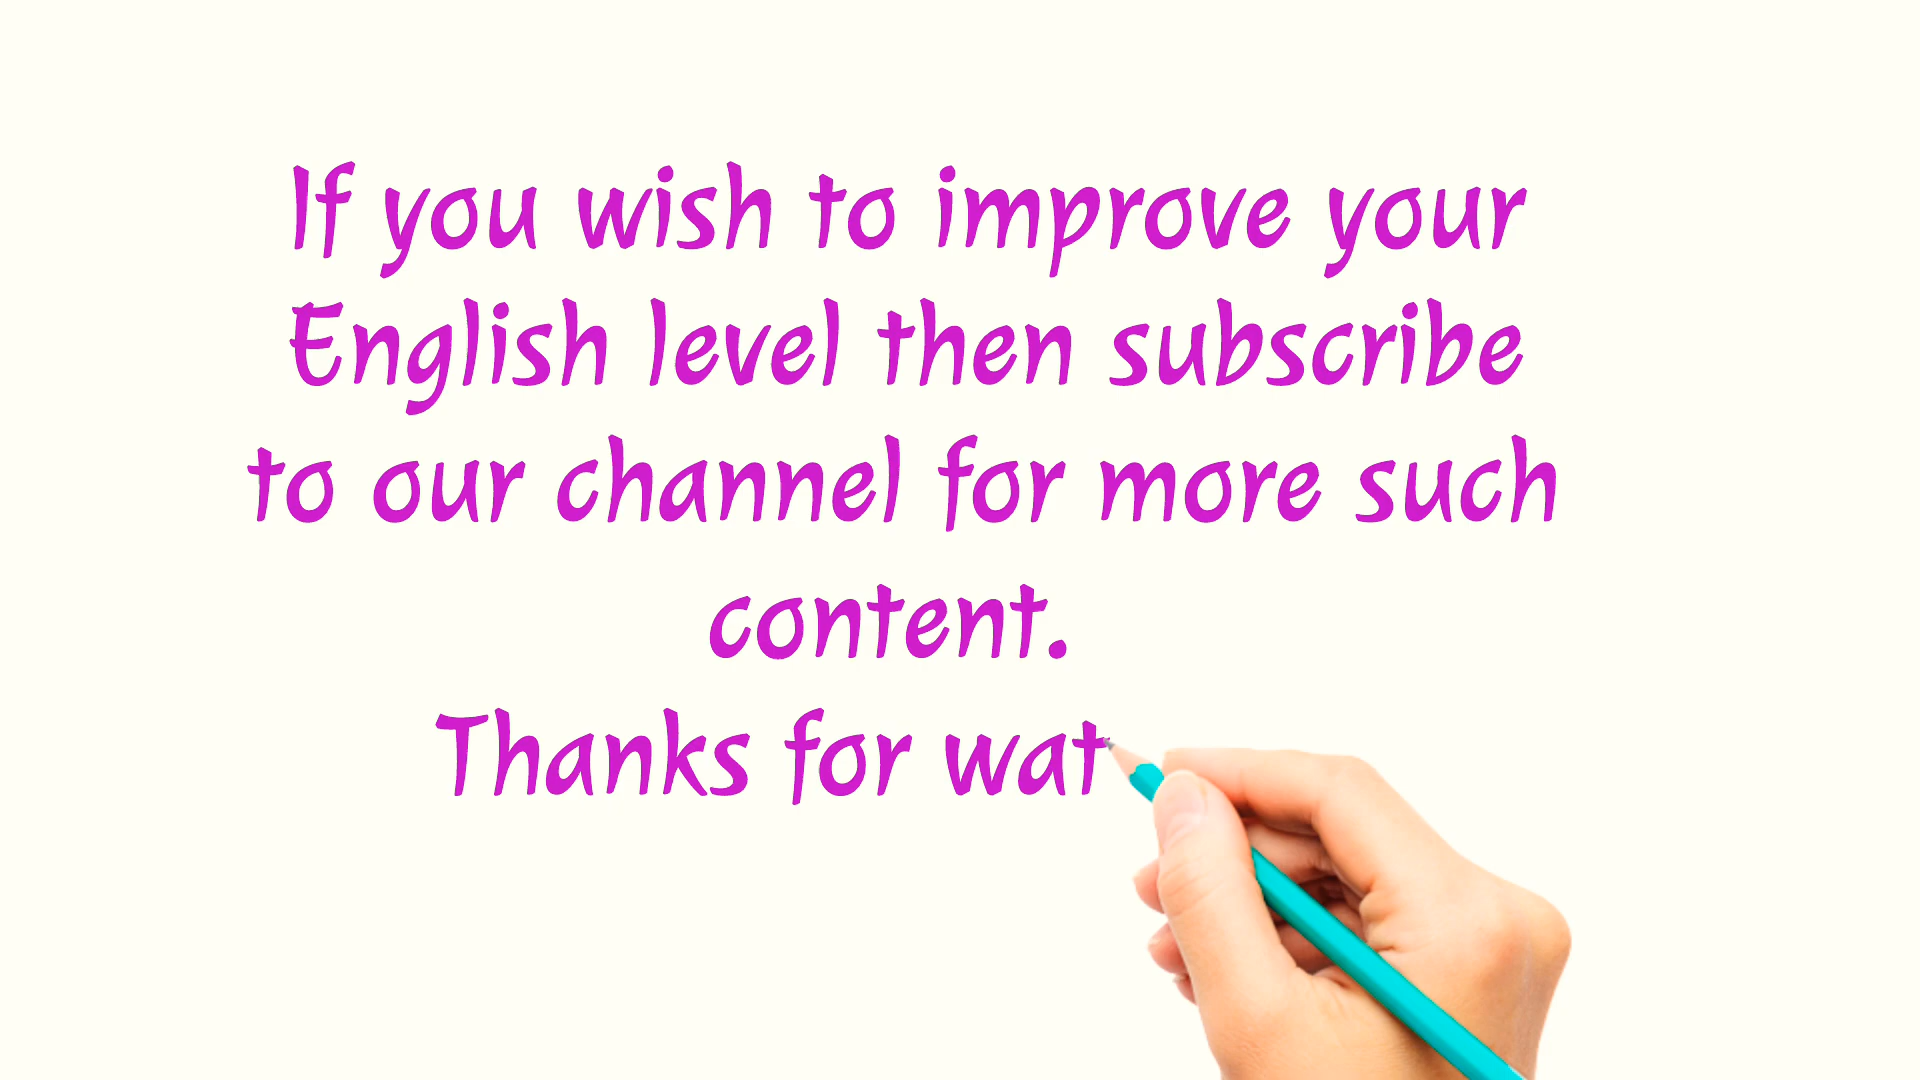 If you wish to improve your
English level then subscribe
to our channel for more such
content.
Thanks for wat